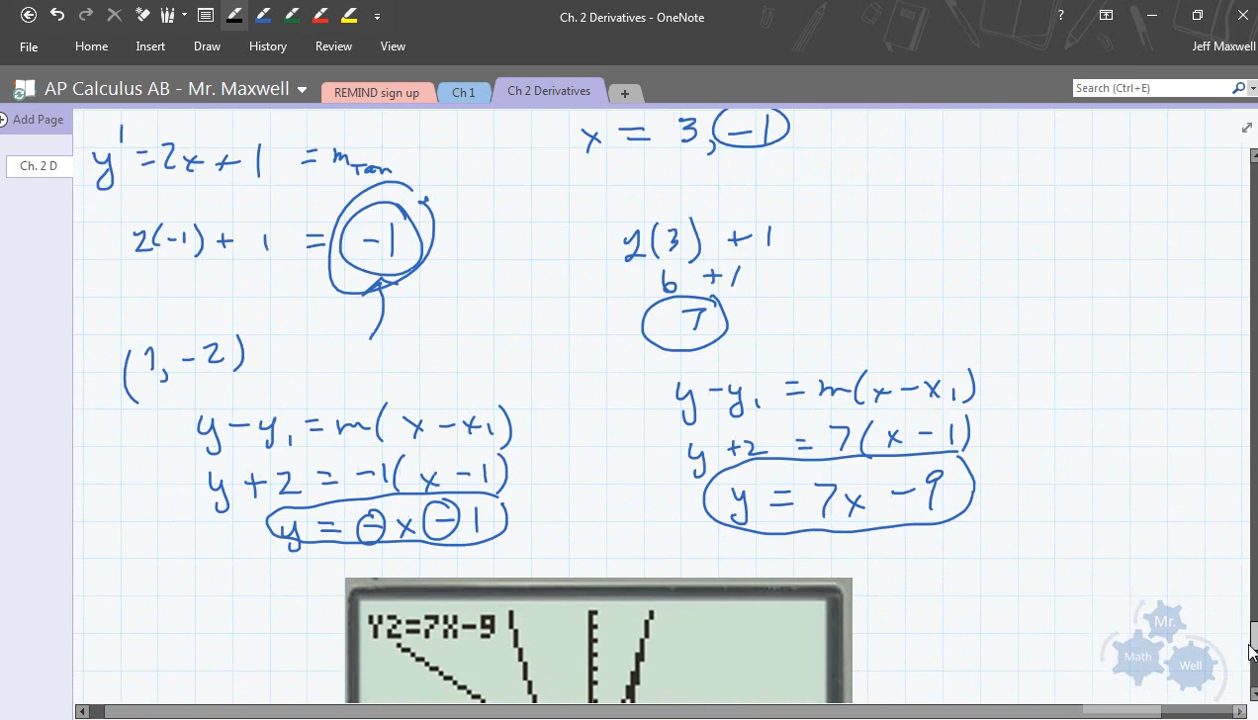 Ch. 2 Derivatives - OneNote
?
File
Home
Insert
Draw
History
Review
View
Jeff Maxwell
AP Calculus AB - Mr. Maxwell
REMIND sign up
Ch 1
Ch 2 Derivatives
Search (Ctrl+E)
Add Page
Ch. 2 D
y' = 2x + 1 = mTan
x = 3, -1
2(-1) + 1 = -1
2(3) + 1
6 + 1
7
(1, -2)
y - y1 = m(x - x1)
y + 2 = -1(x - 1)
y = -x - 1
y - y1 = m(x - x1)
y + 2 = 7(x - 1)
y = 7x - 9
Y2=7X-9
Mr.
Math
Well